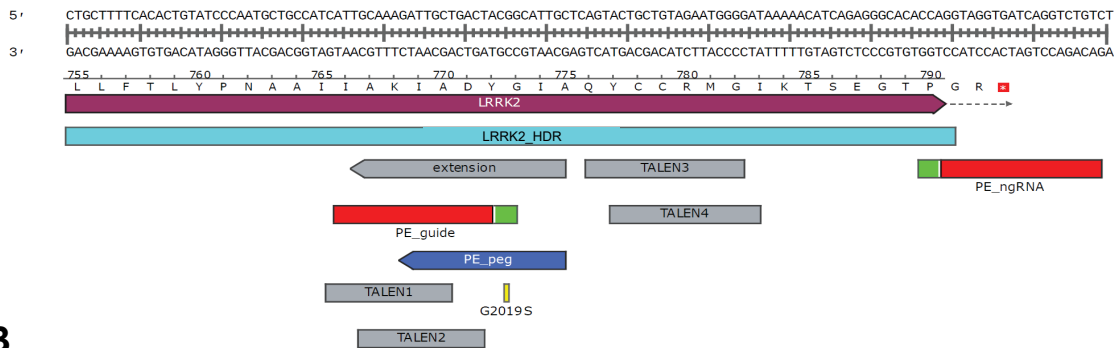 5′ CTGCTTTTCACACTGTATCCCAATGCTGCCATCATTGCAAAGATTGCTGACTACGGCATTGCTCAGTACTGCTGTAGAATGGGGATAAAAACATCAGAGGGCACACCAGGTAGGTGATCAGGTCTGTCT
3′ GACGAAAAGTGTGACATAGGGTTACGACGGTAGTAACGTTTCTAACGACTGATGCCGTAACGAGTCATGACGACATCTTACCCCTATTTTTGTAGTCTCCCGTGTGGTCCATCCACTAGTCCAGACAGA
755 760 765 770 775 780 785 790
L L F T L Y P N A A I I A K I A D Y G I A Q Y C C R M G I K T S E G T P G R *
LRRK2
LRRK2_HDR
extension TALEN3
PE_ngRNA
TALEN4
PE_guide
PE_peg
TALEN1
G2019S
TALEN2